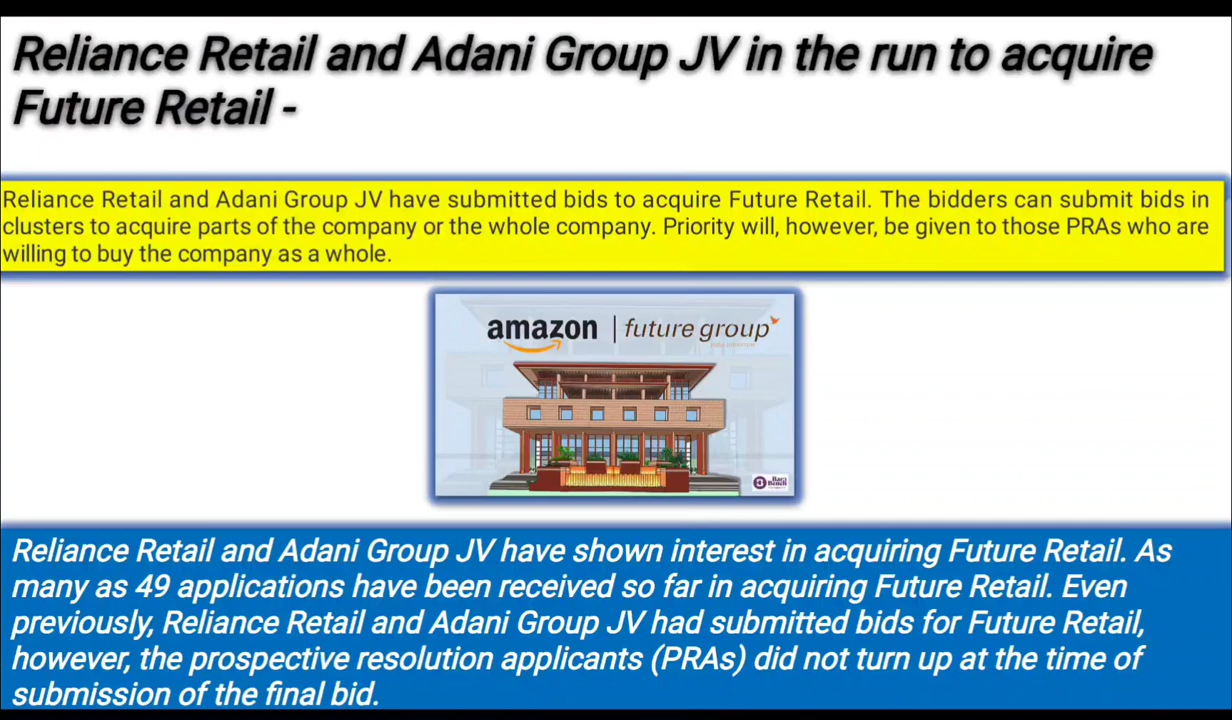 Reliance Retail and Adani Group JV in the run to acquire
Future Retail -
Reliance Retail and Adani Group JV have submitted bids to acquire Future Retail. The bidders can submit bids in
clusters to acquire parts of the company or the whole company. Priority will, however, be given to those PRAs who are
willing to buy the company as a whole.
amazon | future group
Bar &
Bench
Reliance Retail and Adani Group JV have shown interest in acquiring Future Retail. As
many as 49 applications have been received so far in acquiring Future Retail. Even
previously, Reliance Retail and Adani Group JV had submitted bids for Future Retail,
however, the prospective resolution applicants (PRAs) did not turn up at the time of
submission of the final bid.